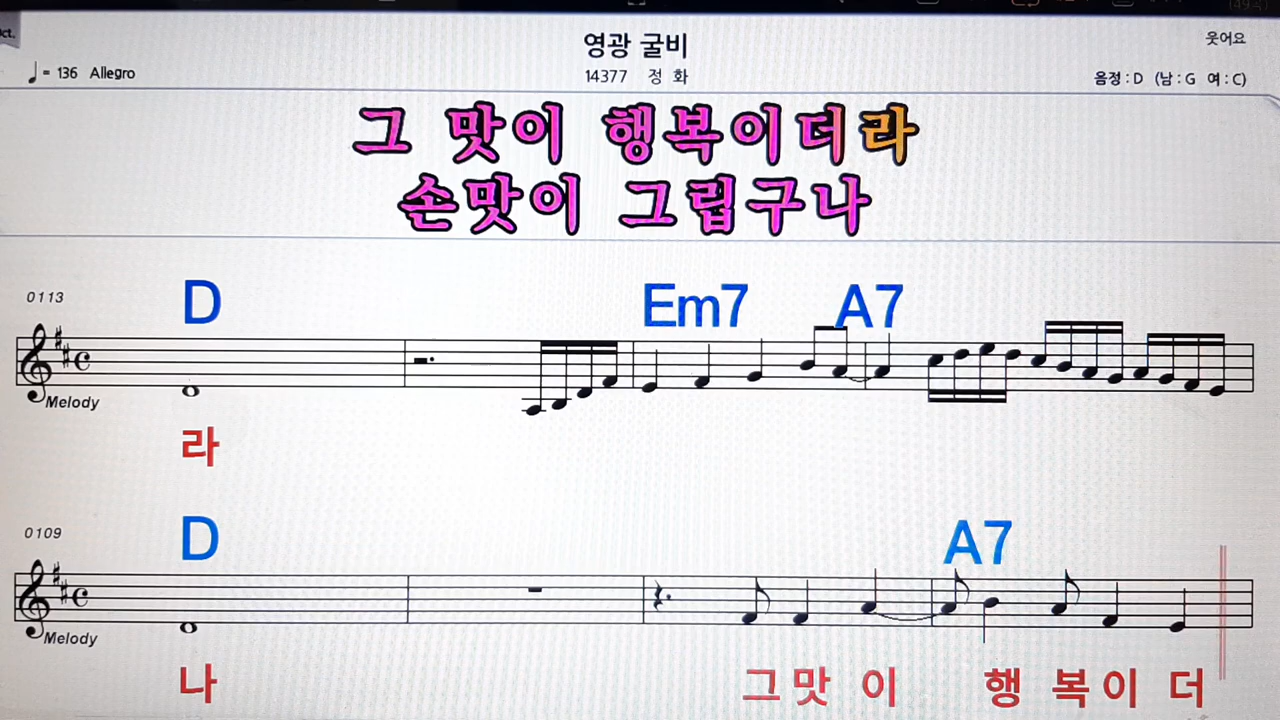 영광 굴비
웃어요
♩= 136 Allegro
14377 정 화
음정 : D (남 : G 여 : C)
그 맛이 행복이더라
손맛이 그립구나
0113
D Em7 A7
Melody
라
0109
D A7
Melody
나 그 맛 이 행 복 이 더